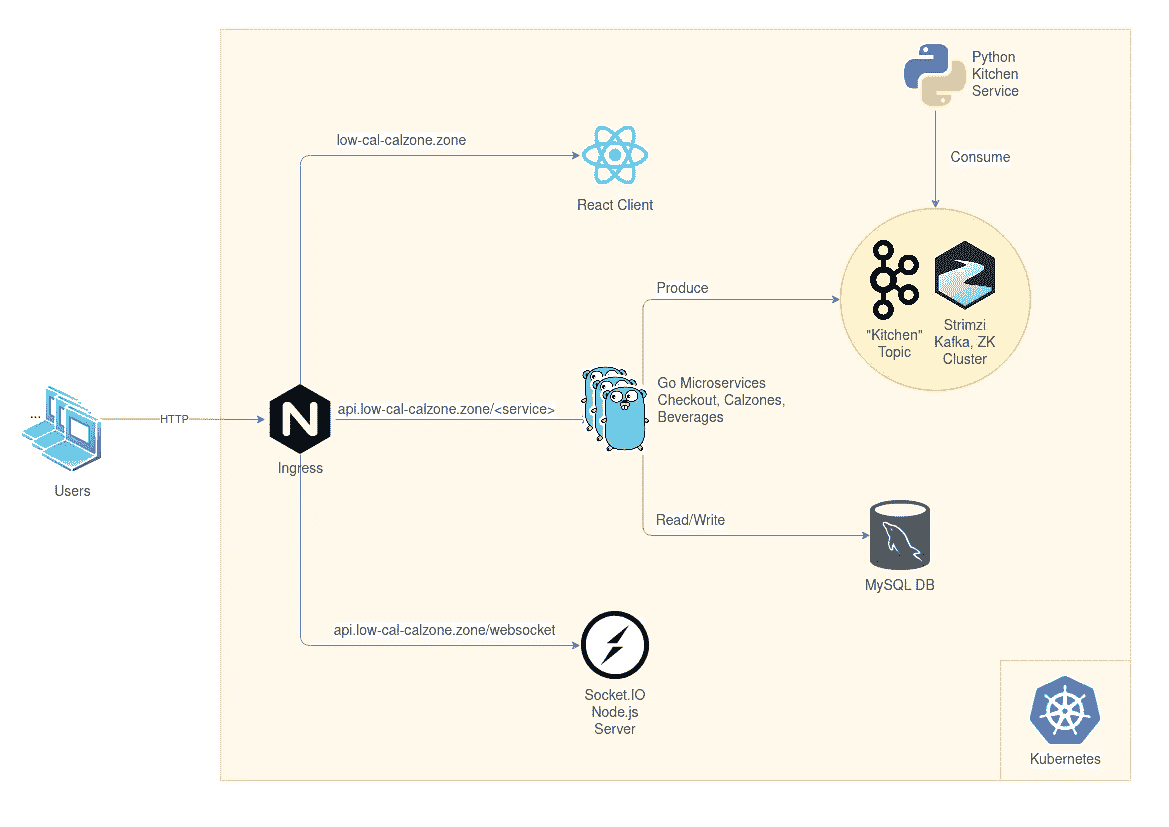 Python
Kitchen
Service
low-cal-calzone.zone
Consume
React Client
Produce
"Kitchen"
Topic
Strimzi
Kafka, ZK
Cluster
...
HTTP
N
api.low-cal-calzone.zone/<service>
Go Microservices
Checkout, Calzones,
Beverages
Ingress
Users
Read/Write
MySQL DB
api.low-cal-calzone.zone/websocket
Socket.IO
Node.js
Server
Kubernetes